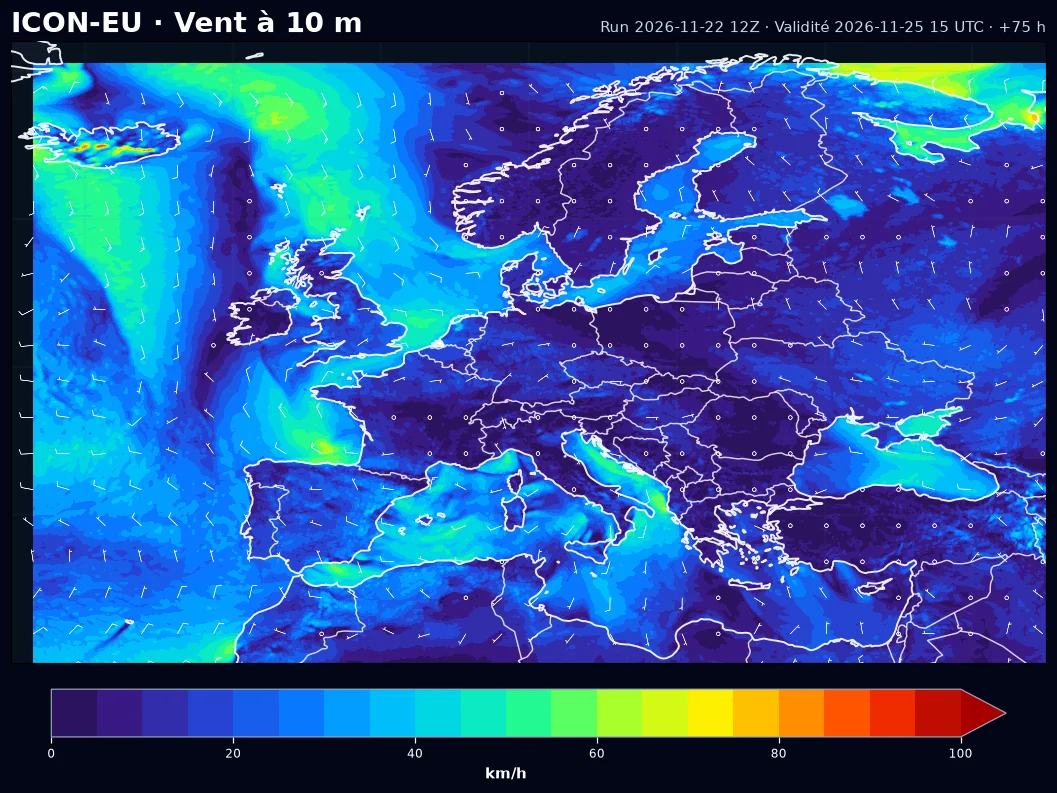 ICON-EU · Vent à 10 m
Run 2026-11-22 12Z · Validité 2026-11-25 15 UTC · +75 h
0 20 40 60 80 100
km/h